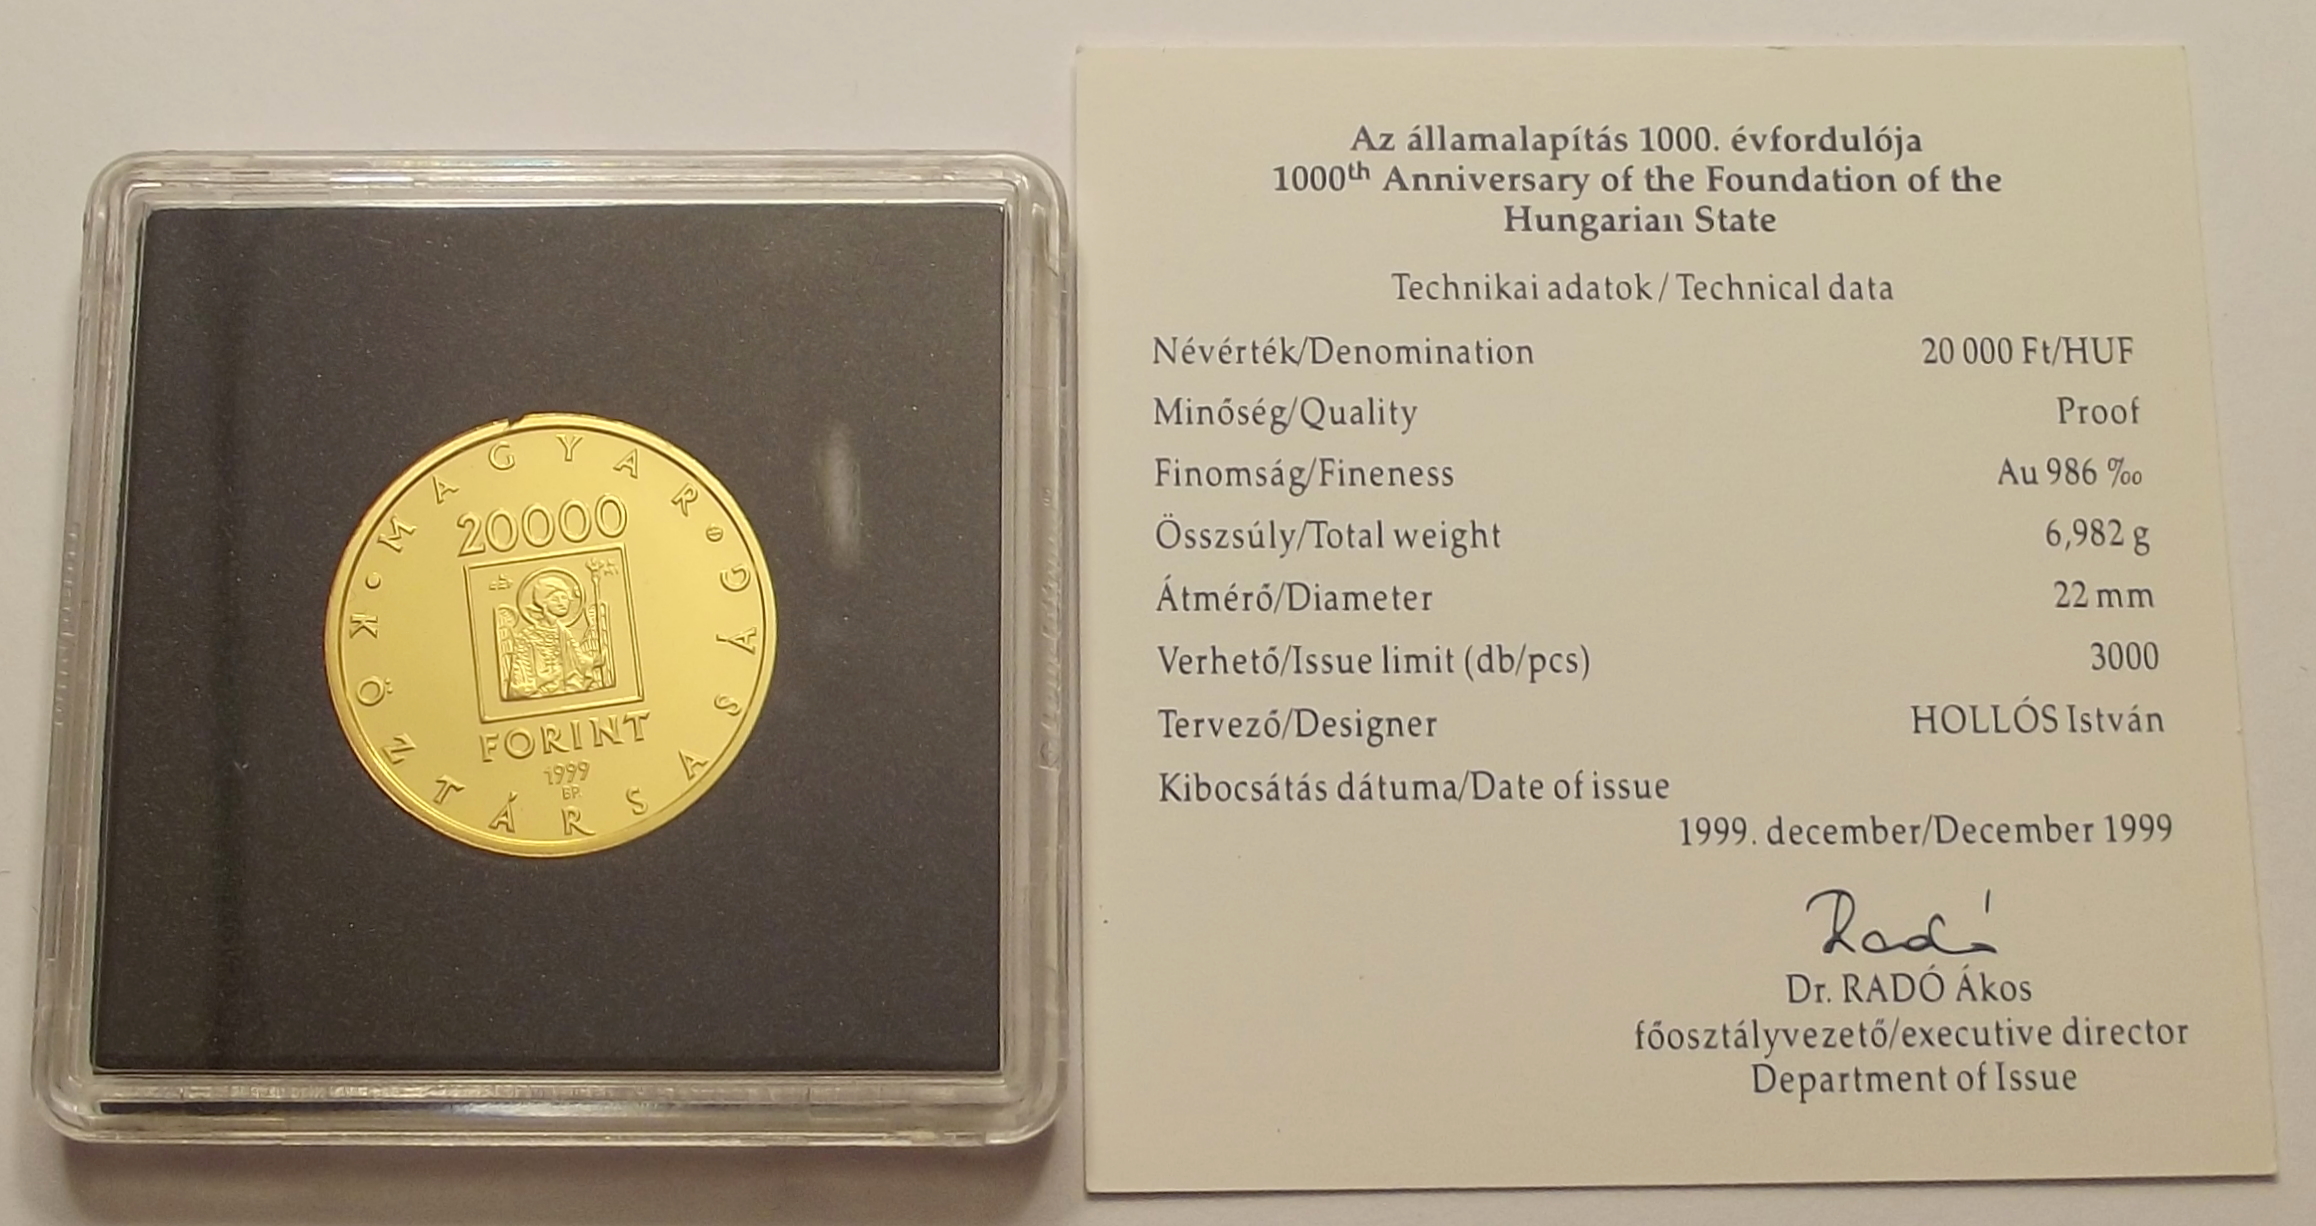 MAGYAR GYÁSSRÁTZÖK
20000
FORINT
1999
BP.
Az államalapítás 1000. évfordulója
1000th Anniversary of the Foundation of the
Hungarian State
Technikai adatok / Technical data
Névérték/Denomination 20 000 Ft/HUF
Minőség/Quality Proof
Finomság/Fineness Au 986 ‰
Összsúly/Total weight 6,982 g
Átmérő/Diameter 22 mm
Verhető/Issue limit (db/pcs) 3000
Tervező/Designer HOLLÓS István
Kibocsátás dátuma/Date of issue
1999. december/December 1999
Radó
Dr. RADÓ Ákos
főosztályvezető/executive director
Department of Issue